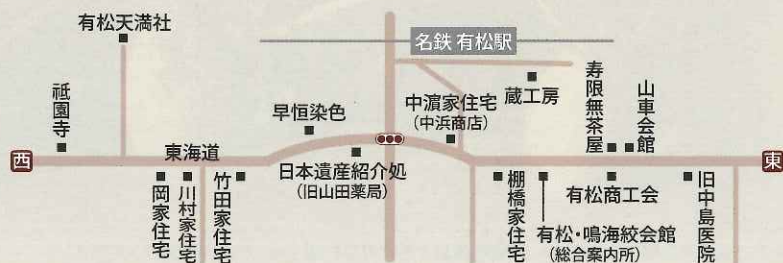 有松天満社
名鉄 有松駅
祗園寺
早恒染色
中濵家住宅
(中浜商店)
蔵工房
寿限無茶屋
山車会館
西
東海道
東
岡家住宅
川村家住宅
竹田家住宅
日本遺産紹介処
(旧山田薬局)
棚橋家住宅
有松・鳴海絞会館
(総合案内所)
有松商工会
旧中島医院